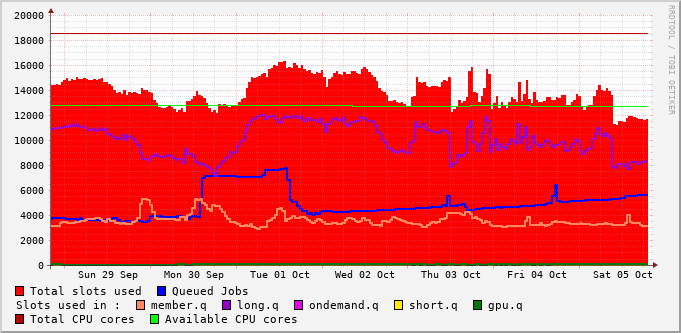 20000
18000
16000
14000
12000
10000
8000
6000
4000
2000
0
Sun 29 Sep Mon 30 Sep Tue 01 Oct Wed 02 Oct Thu 03 Oct Fri 04 Oct Sat 05 Oct
Total slots used Queued Jobs
Slots used in : member.q long.q ondemand.q short.q gpu.q
Total CPU cores Available CPU cores
RRDTOOL / TOBI OETIKER